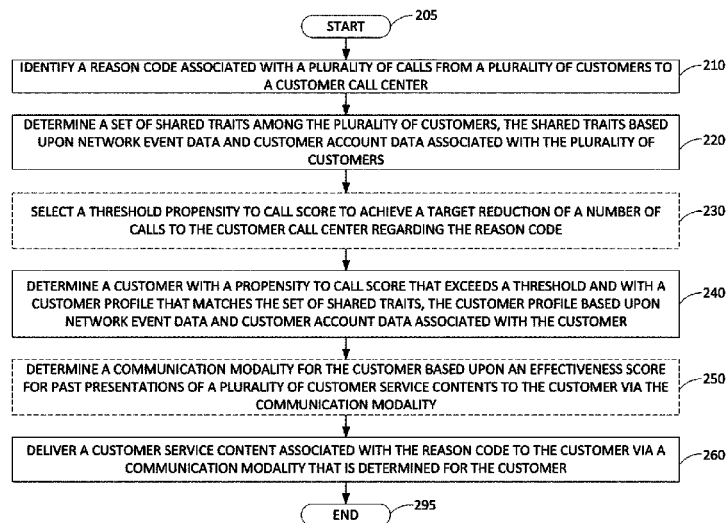 START
205
IDENTIFY A REASON CODE ASSOCIATED WITH A PLURALITY OF CALLS FROM A PLURALITY OF CUSTOMERS TO
A CUSTOMER CALL CENTER
210
DETERMINE A SET OF SHARED TRAITS AMONG THE PLURALITY OF CUSTOMERS, THE SHARED TRAITS BASED
UPON NETWORK EVENT DATA AND CUSTOMER ACCOUNT DATA ASSOCIATED WITH THE PLURALITY OF
CUSTOMERS
220
SELECT A THRESHOLD PROPENSITY TO CALL SCORE TO ACHIEVE A TARGET REDUCTION OF A NUMBER OF
CALLS TO THE CUSTOMER CALL CENTER REGARDING THE REASON CODE
230
DETERMINE A CUSTOMER WITH A PROPENSITY TO CALL SCORE THAT EXCEEDS A THRESHOLD AND WITH A
CUSTOMER PROFILE THAT MATCHES THE SET OF SHARED TRAITS, THE CUSTOMER PROFILE BASED UPON
NETWORK EVENT DATA AND CUSTOMER ACCOUNT DATA ASSOCIATED WITH THE CUSTOMER
240
DETERMINE A COMMUNICATION MODALITY FOR THE CUSTOMER BASED UPON AN EFFECTIVENESS SCORE
FOR PAST PRESENTATIONS OF A PLURALITY OF CUSTOMER SERVICE CONTENTS TO THE CUSTOMER VIA THE
COMMUNICATION MODALITY
250
DELIVER A CUSTOMER SERVICE CONTENT ASSOCIATED WITH THE REASON CODE TO THE CUSTOMER VIA A
COMMUNICATION MODALITY THAT IS DETERMINED FOR THE CUSTOMER
260
END
295